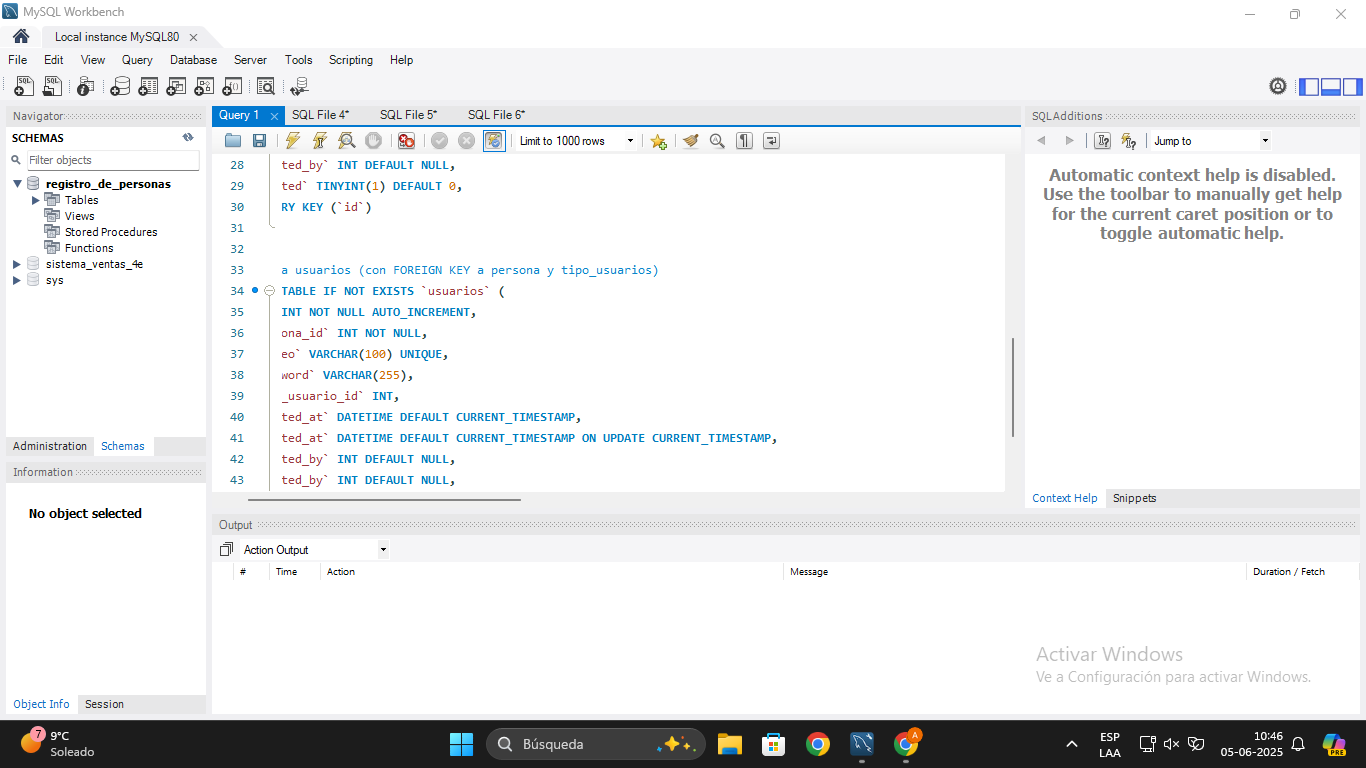 MySQL Workbench
Local instance MySQL80
File Edit View Query Database Server Tools Scripting Help
Navigator
SCHEMAS
Filter objects
registro_de_personas
Tables
Views
Stored Procedures
Functions
sistema_ventas_4e
sys
Administration Schemas
Information
No object selected
Object Info Session
Query 1 SQL File 4* SQL File 5* SQL File 6*
Limit to 1000 rows
28 ted_by` INT DEFAULT NULL,
29 ted` TINYINT(1) DEFAULT 0,
30 RY KEY (`id`)
31
32
33 a usuarios (con FOREIGN KEY a persona y tipo_usuarios)
34 TABLE IF NOT EXISTS `usuarios` (
35 INT NOT NULL AUTO_INCREMENT,
36 ona_id` INT NOT NULL,
37 eo` VARCHAR(100) UNIQUE,
38 word` VARCHAR(255),
39 _usuario_id` INT,
40 ted_at` DATETIME DEFAULT CURRENT_TIMESTAMP,
41 ted_at` DATETIME DEFAULT CURRENT_TIMESTAMP ON UPDATE CURRENT_TIMESTAMP,
42 ted_by` INT DEFAULT NULL,
43 ted_by` INT DEFAULT NULL,
SQLAdditions
Jump to
Automatic context help is disabled.
Use the toolbar to manually get help
for the current caret position or to
toggle automatic help.
Context Help Snippets
Output
Action Output
# Time Action Message Duration / Fetch
Activar Windows
Ve a Configuración para activar Windows.
7
9°C
Soleado
Búsqueda
A
ESP
LAA
10:46
05-06-2025
PRE